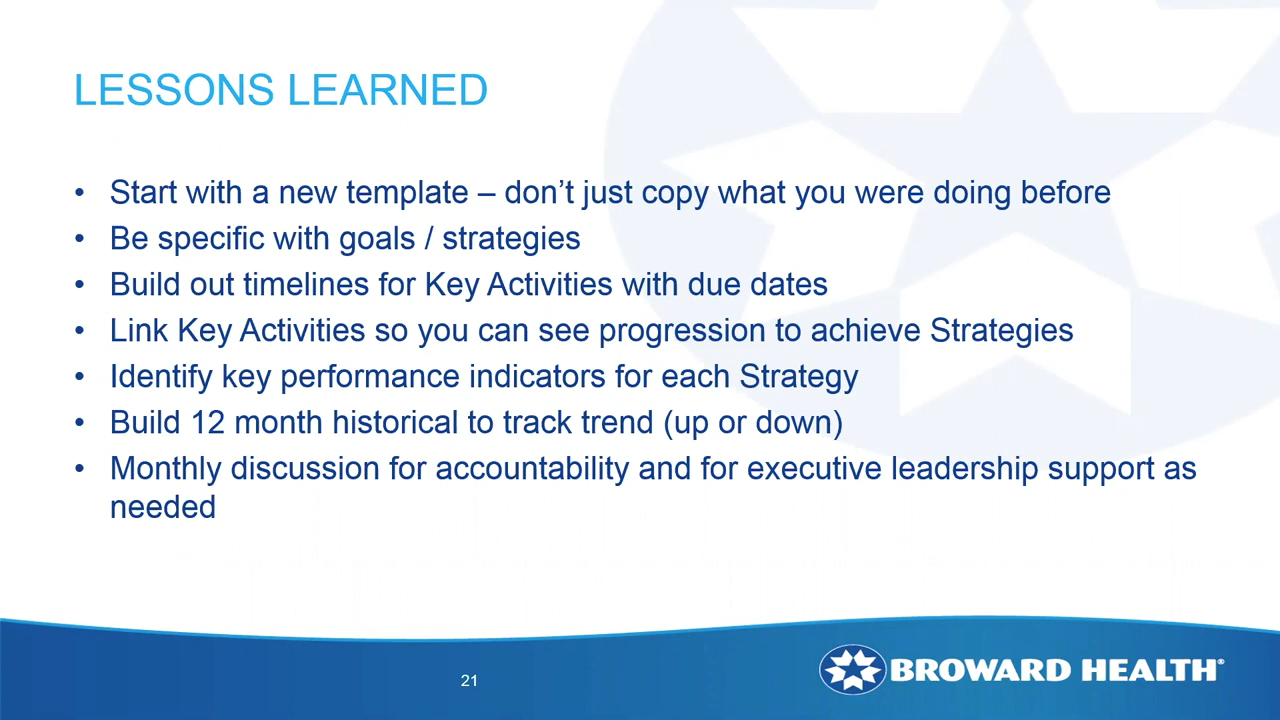 LESSONS LEARNED
• Start with a new template – don’t just copy what you were doing before
• Be specific with goals / strategies
• Build out timelines for Key Activities with due dates
• Link Key Activities so you can see progression to achieve Strategies
• Identify key performance indicators for each Strategy
• Build 12 month historical to track trend (up or down)
• Monthly discussion for accountability and for executive leadership support as
needed
21
BROWARD HEALTH®